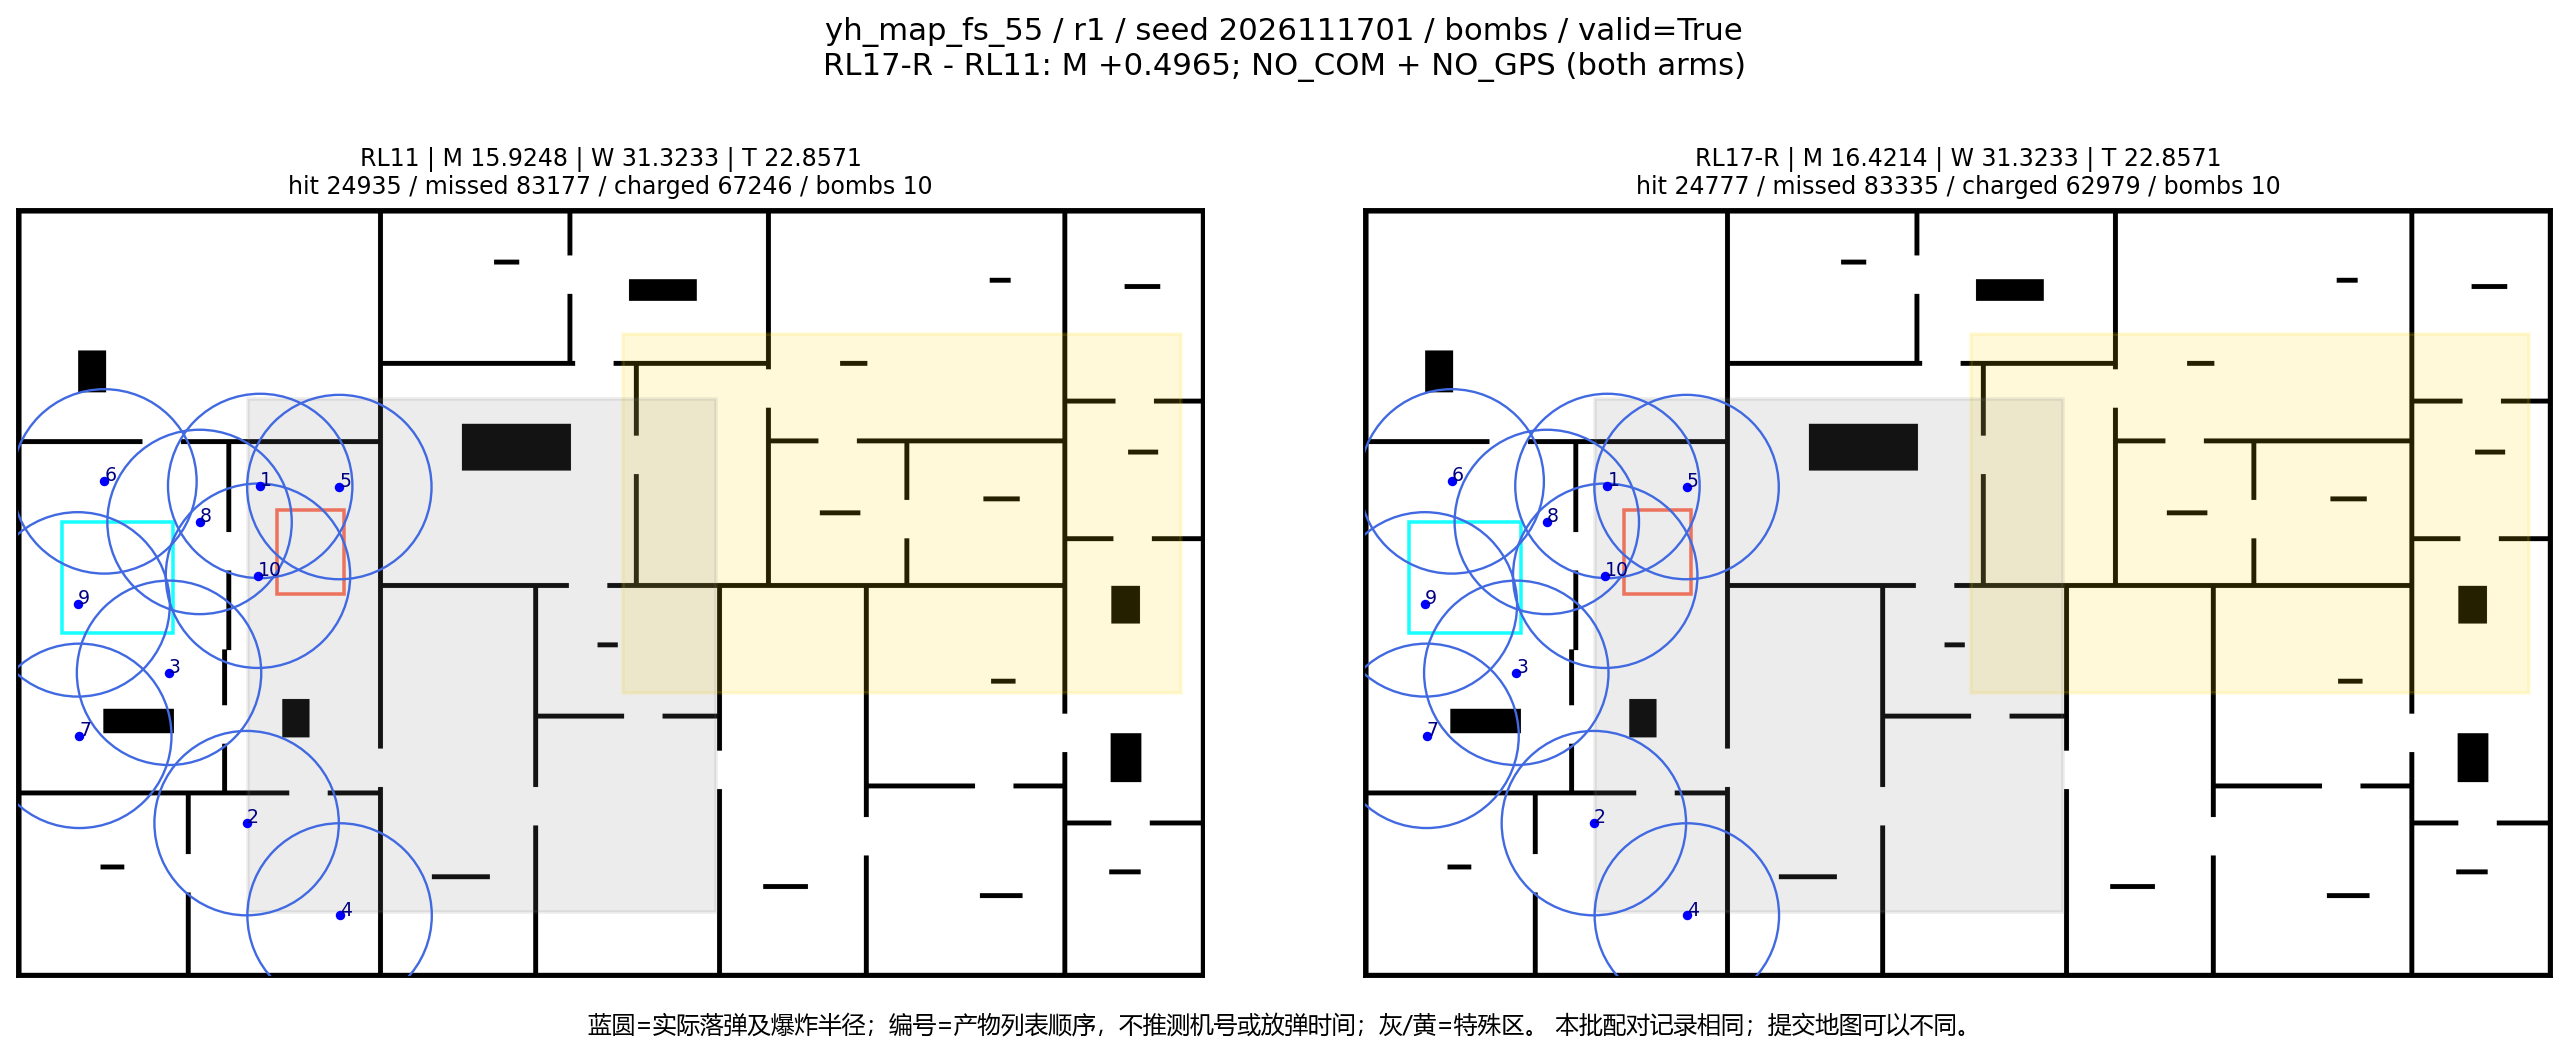 yh_map_fs_55 / r1 / seed 2026111701 / bombs / valid=True
RL17-R - RL11: M +0.4965; NO_COM + NO_GPS (both arms)
RL11 | M 15.9248 | W 31.3233 | T 22.8571
hit 24935 / missed 83177 / charged 67246 / bombs 10
6
1
5
8
10
9
3
7
2
4
RL17-R | M 16.4214 | W 31.3233 | T 22.8571
hit 24777 / missed 83335 / charged 62979 / bombs 10
6
1
5
8
10
9
3
7
2
4
蓝圆=实际落弹及爆炸半径；编号=产物列表顺序，不推测机号或放弹时间；灰/黄=特殊区。 本批配对记录相同；提交地图可以不同。